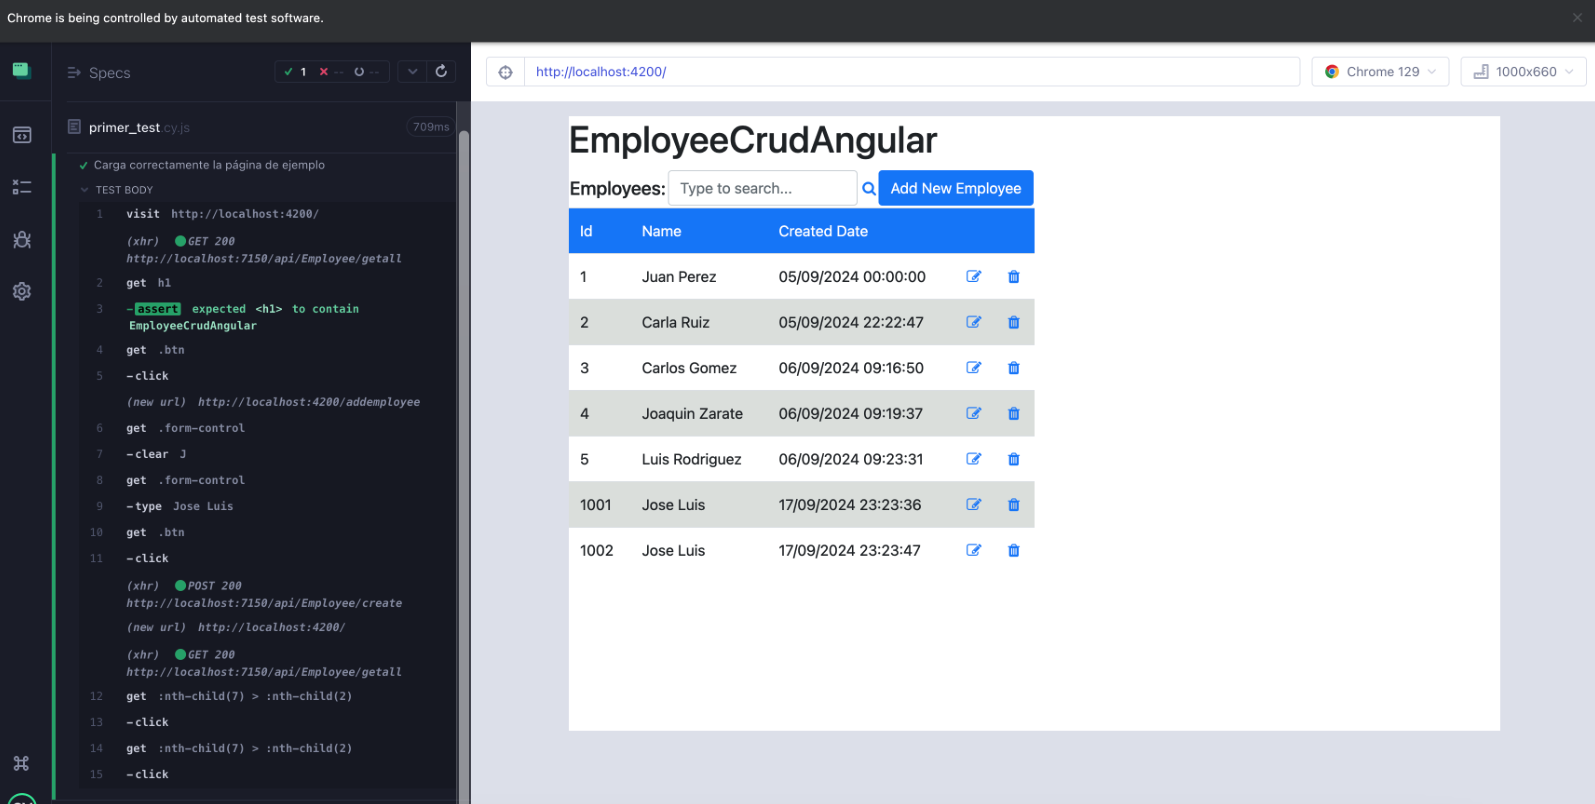 Chrome is being controlled by automated test software.
Specs
1 -- --
primer_test.cy.js
709ms
Carga correctamente la página de ejemplo
TEST BODY
1 visit http://localhost:4200/
(xhr) GET 200
http://localhost:7150/api/Employee/getall
2 get h1
3 -assert expected <h1> to contain
EmployeeCrudAngular
4 get .btn
5 -click
(new url) http://localhost:4200/addemployee
6 get .form-control
7 -clear J
8 get .form-control
9 -type Jose Luis
10 get .btn
11 -click
(xhr) POST 200
http://localhost:7150/api/Employee/create
(new url) http://localhost:4200/
(xhr) GET 200
http://localhost:7150/api/Employee/getall
12 get :nth-child(7) > :nth-child(2)
13 -click
14 get :nth-child(7) > :nth-child(2)
15 -click
http://localhost:4200/
Chrome 129
1000x660
EmployeeCrudAngular
Employees: Type to search... Add New Employee
Id Name Created Date
1 Juan Perez 05/09/2024 00:00:00
2 Carla Ruiz 05/09/2024 22:22:47
3 Carlos Gomez 06/09/2024 09:16:50
4 Joaquin Zarate 06/09/2024 09:19:37
5 Luis Rodriguez 06/09/2024 09:23:31
1001 Jose Luis 17/09/2024 23:23:36
1002 Jose Luis 17/09/2024 23:23:47